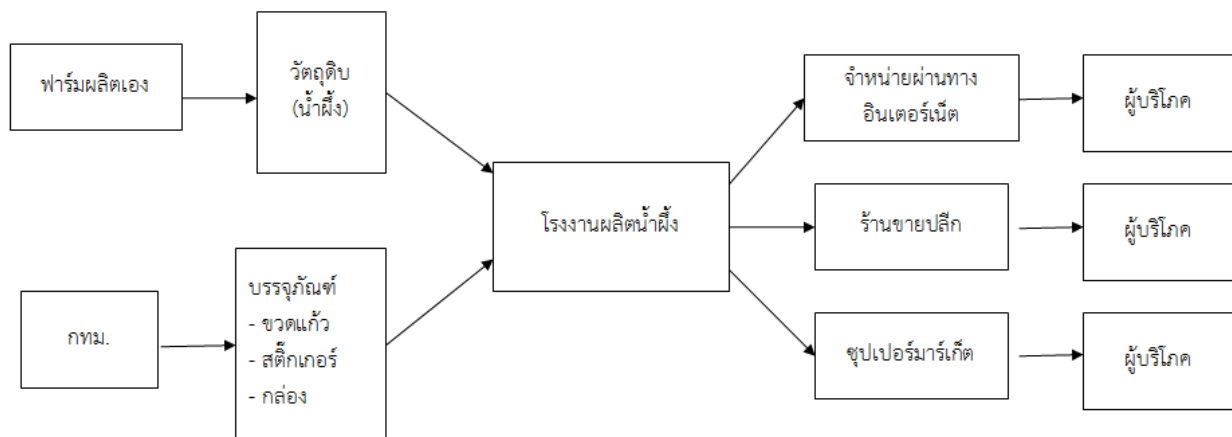 ฟาร์มผลิตเอง
วัตถุดิบ
(น้ำผึ้ง)
กทม.
บรรจุภัณฑ์
- ขวดแก้ว
- สติ๊กเกอร์
- กล่อง
โรงงานผลิตน้ำผึ้ง
จำหน่ายผ่านทาง
อินเตอร์เน็ต
ผู้บริโภค
ร้านขายปลีก
ผู้บริโภค
ซุปเปอร์มาร์เก็ต
ผู้บริโภค